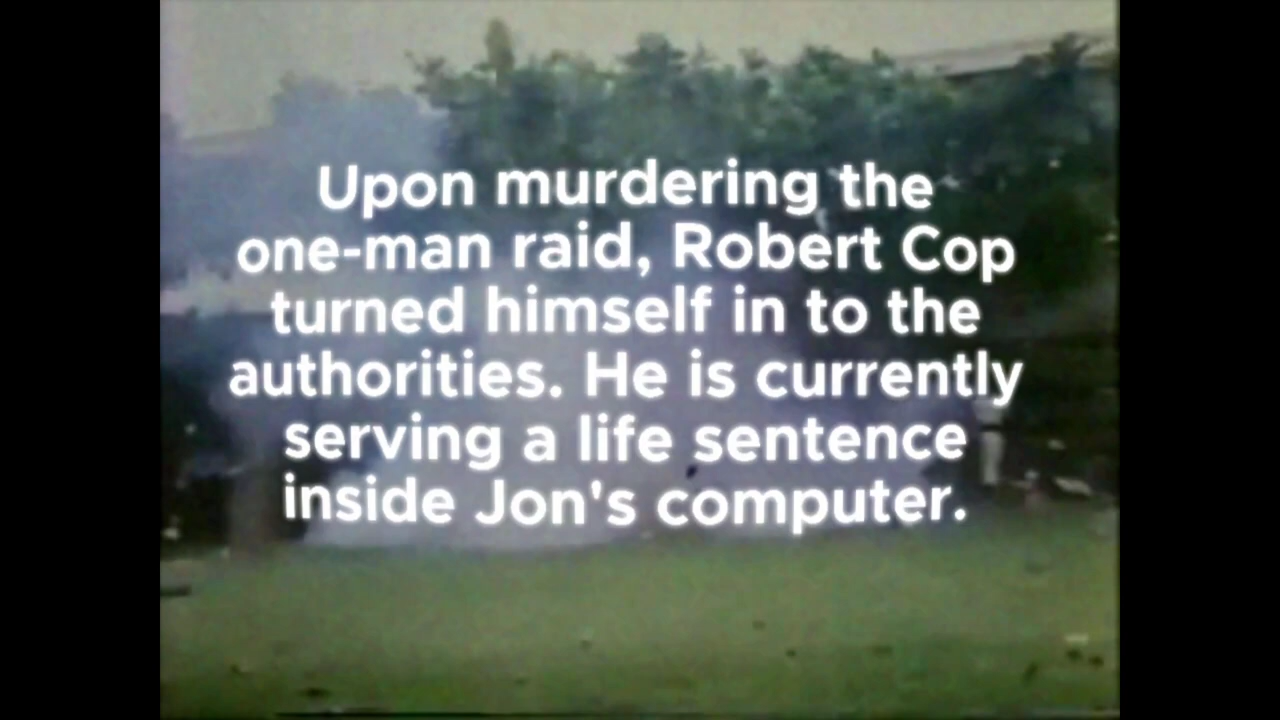 Upon murdering the
one-man raid, Robert Cop
turned himself in to the
authorities. He is currently
serving a life sentence
inside Jon's computer.